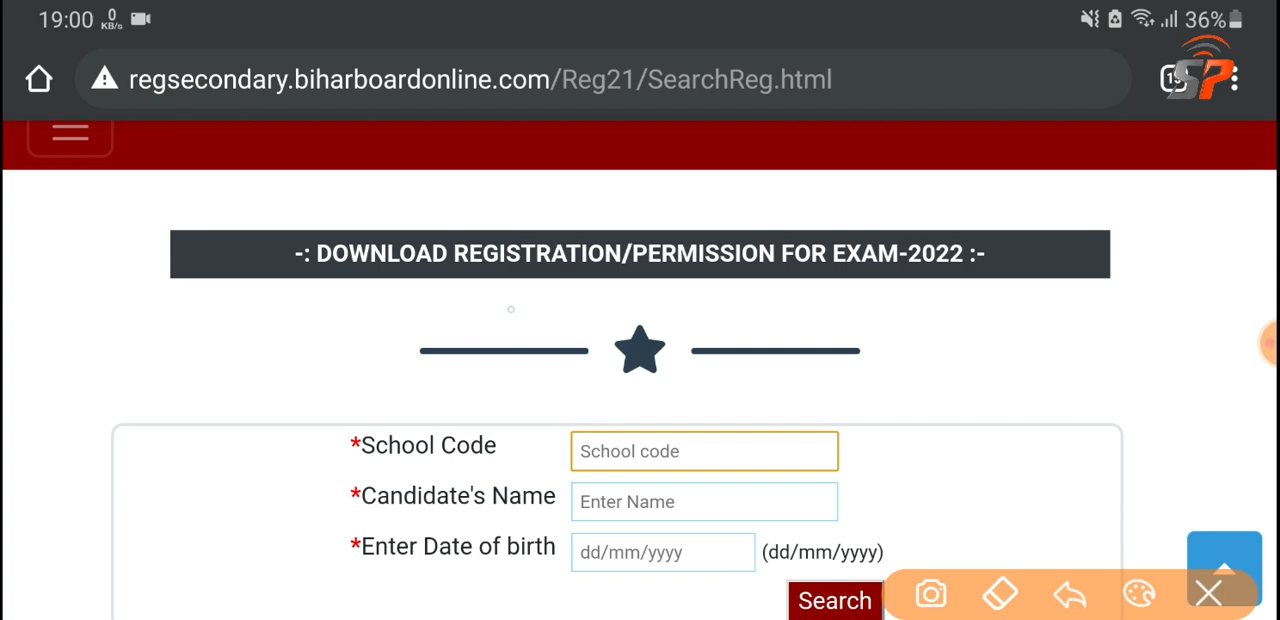 19:00 0 KB/s 36%
regsecondary.biharboardonline.com/Reg21/SearchReg.html
SP
-: DOWNLOAD REGISTRATION/PERMISSION FOR EXAM-2022 :-
*School Code School code
*Candidate's Name Enter Name
*Enter Date of birth dd/mm/yyyy (dd/mm/yyyy)
Search